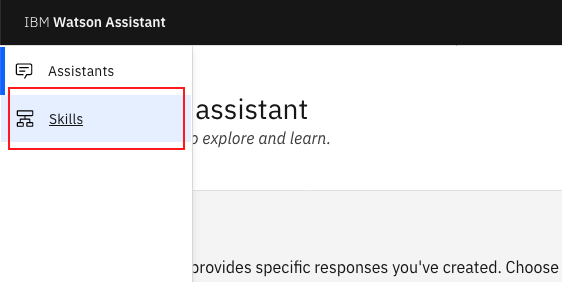 IBM Watson Assistant
Assistants
Skills
assistant
o explore and learn.
provides specific responses you've created. Choose